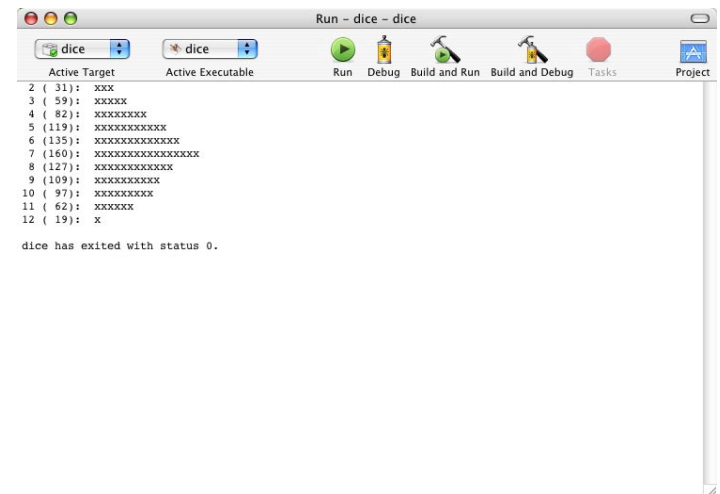 Run – dice – dice
dice dice
Active Target Active Executable Run Debug Build and Run Build and Debug Tasks Project
2 ( 31): xxx
3 ( 59): xxxxx
4 ( 82): xxxxxxxx
5 (119): xxxxxxxxxxx
6 (135): xxxxxxxxxxxxx
7 (160): xxxxxxxxxxxxxxxx
8 (127): xxxxxxxxxxxx
9 (109): xxxxxxxxxx
10 ( 97): xxxxxxxxx
11 ( 62): xxxxxx
12 ( 19): x
dice has exited with status 0.